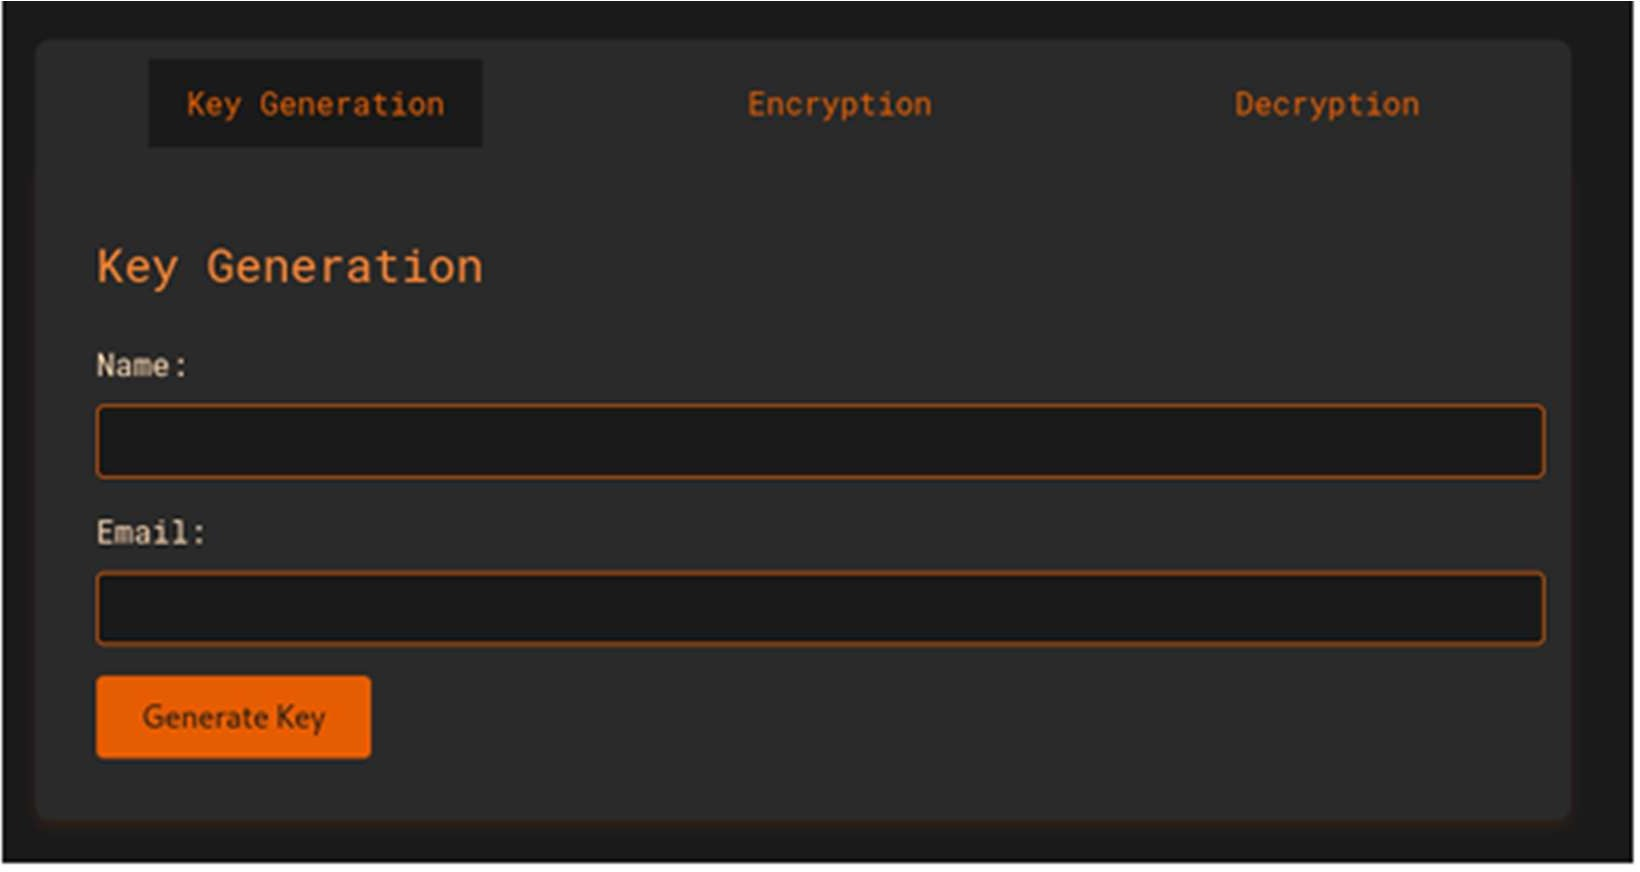 Key Generation Encryption Decryption
Key Generation
Name:
Email:
Generate Key